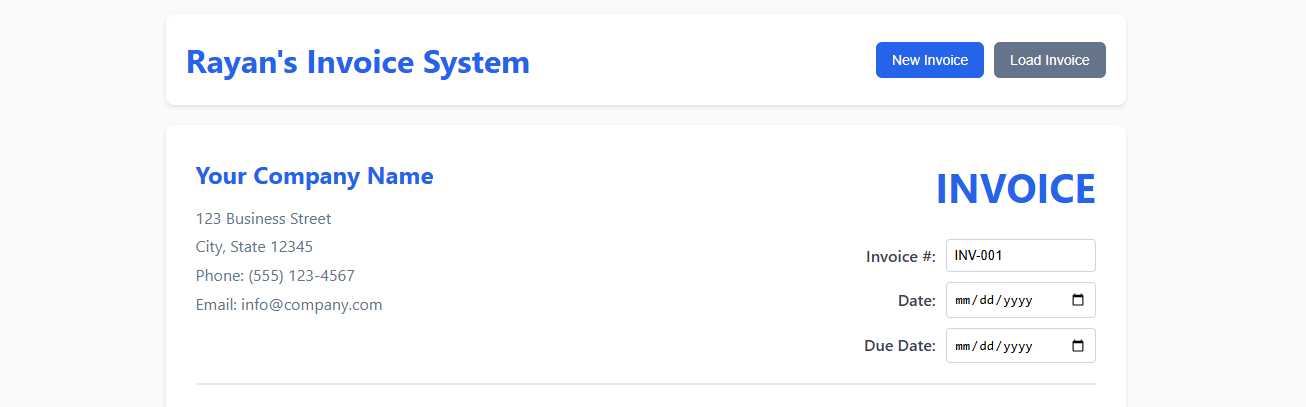 Rayan's Invoice System
New Invoice
Load Invoice
Your Company Name
123 Business Street
City, State 12345
Phone: (555) 123-4567
Email: info@company.com
INVOICE
Invoice #: INV-001
Date: mm/dd/yyyy
Due Date: mm/dd/yyyy